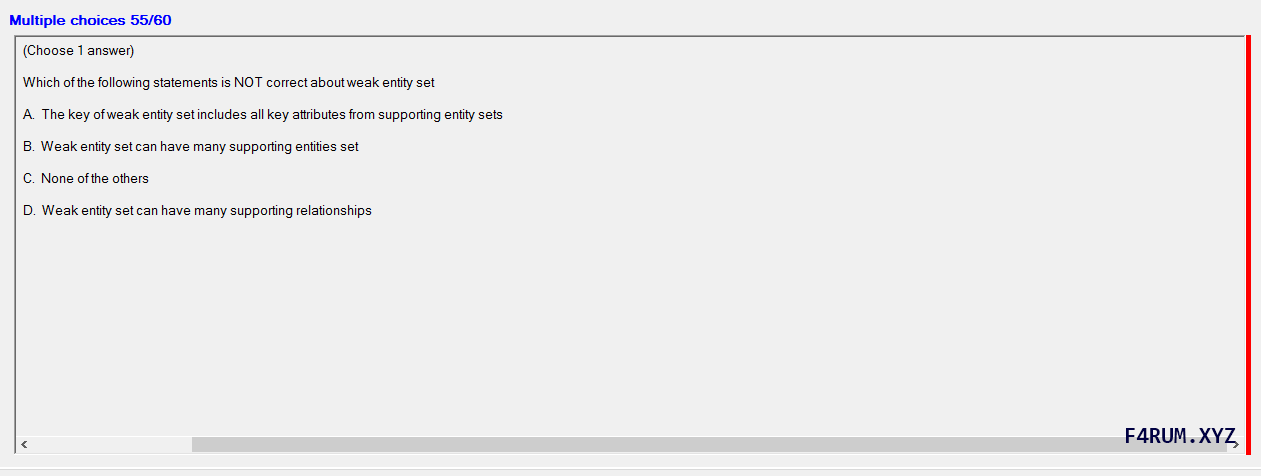 Multiple choices 55/60
(Choose 1 answer)
Which of the following statements is NOT correct about weak entity set
A. The key of weak entity set includes all key attributes from supporting entity sets
B. Weak entity set can have many supporting entities set
C. None of the others
D. Weak entity set can have many supporting relationships
F4RUM.XYZ